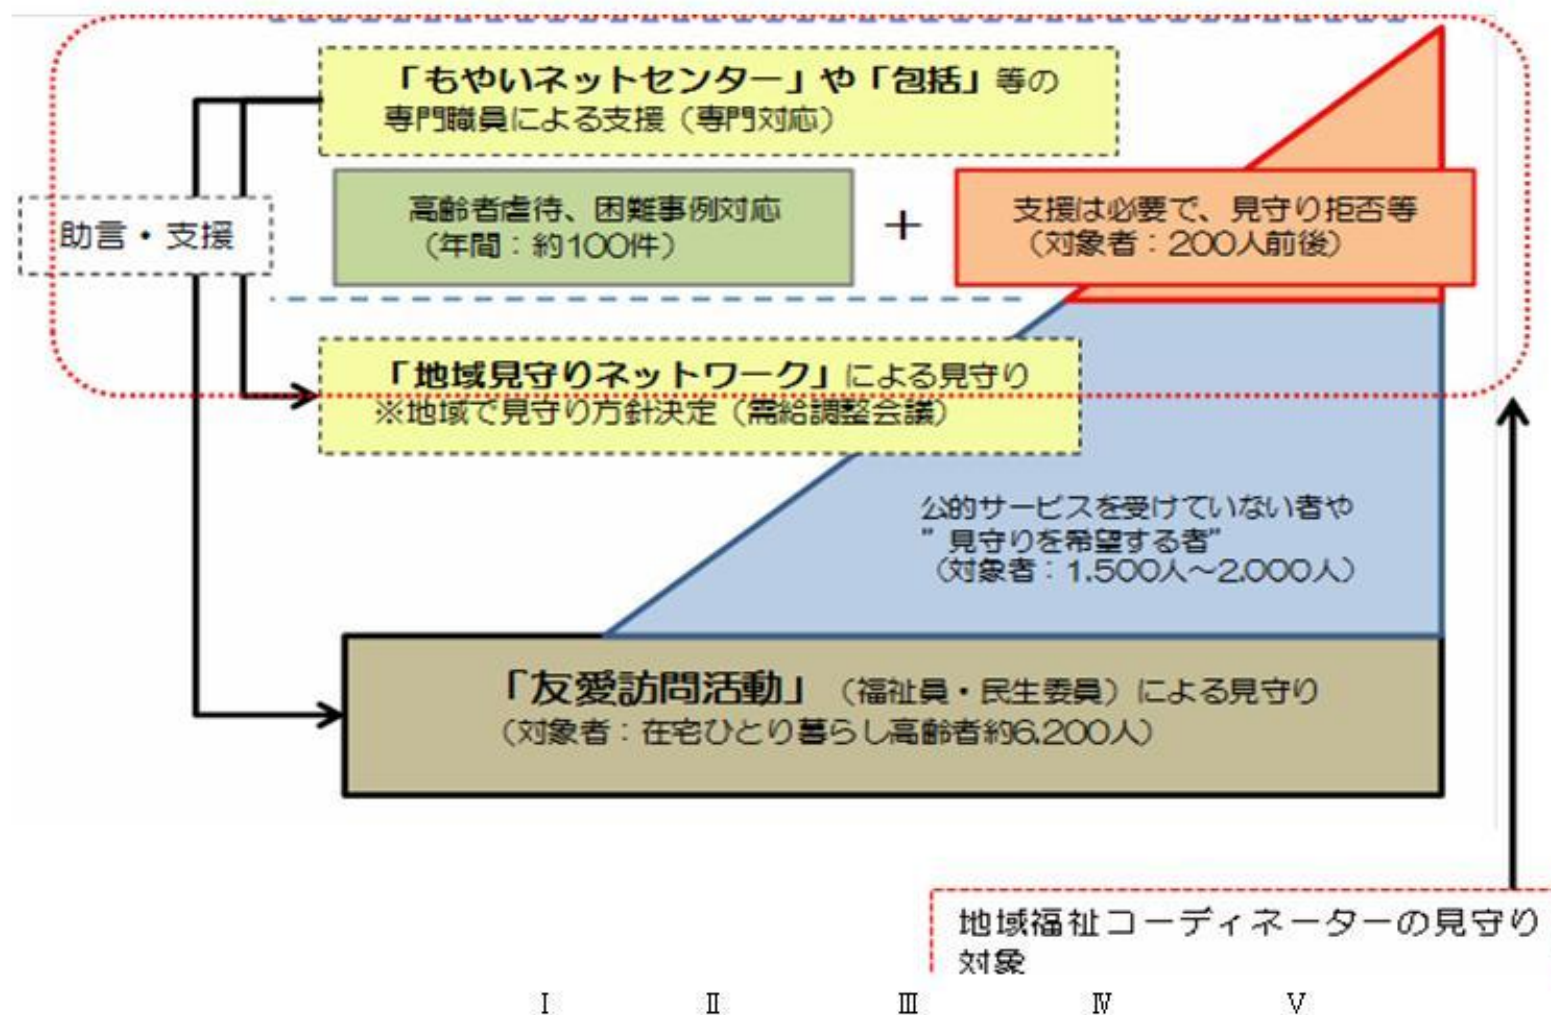 「もやいネットセンター」や「包括」等の
専門職員による支援（専門対応）
高齢者虐待、困難事例対応
（年間：約100件）
＋
支援は必要で、見守り拒否等
（対象者：200人前後）
助言・支援
「地域見守りネットワーク」による見守り
※地域で見守り方針決定（需給調整会議）
公的サービスを受けていない者や
”見守りを希望する者”
（対象者：1,500人～2,000人）
「友愛訪問活動」（福祉員・民生委員）による見守り
（対象者：在宅ひとり暮らし高齢者約6,200人）
地域福祉コーディネーターの見守り
対象
Ⅰ Ⅱ Ⅲ Ⅳ Ⅴ